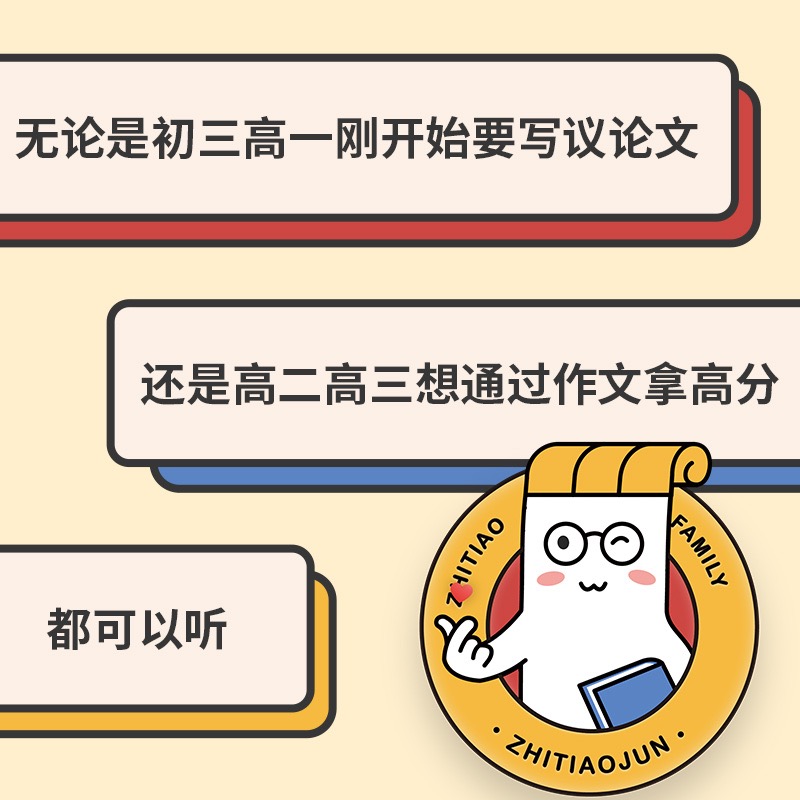 无论是初三高一刚开始要写议论文
还是高二高三想通过作文拿高分
都可以听
ZHITIAO FAMILY
· ZHITIAOJUN ·